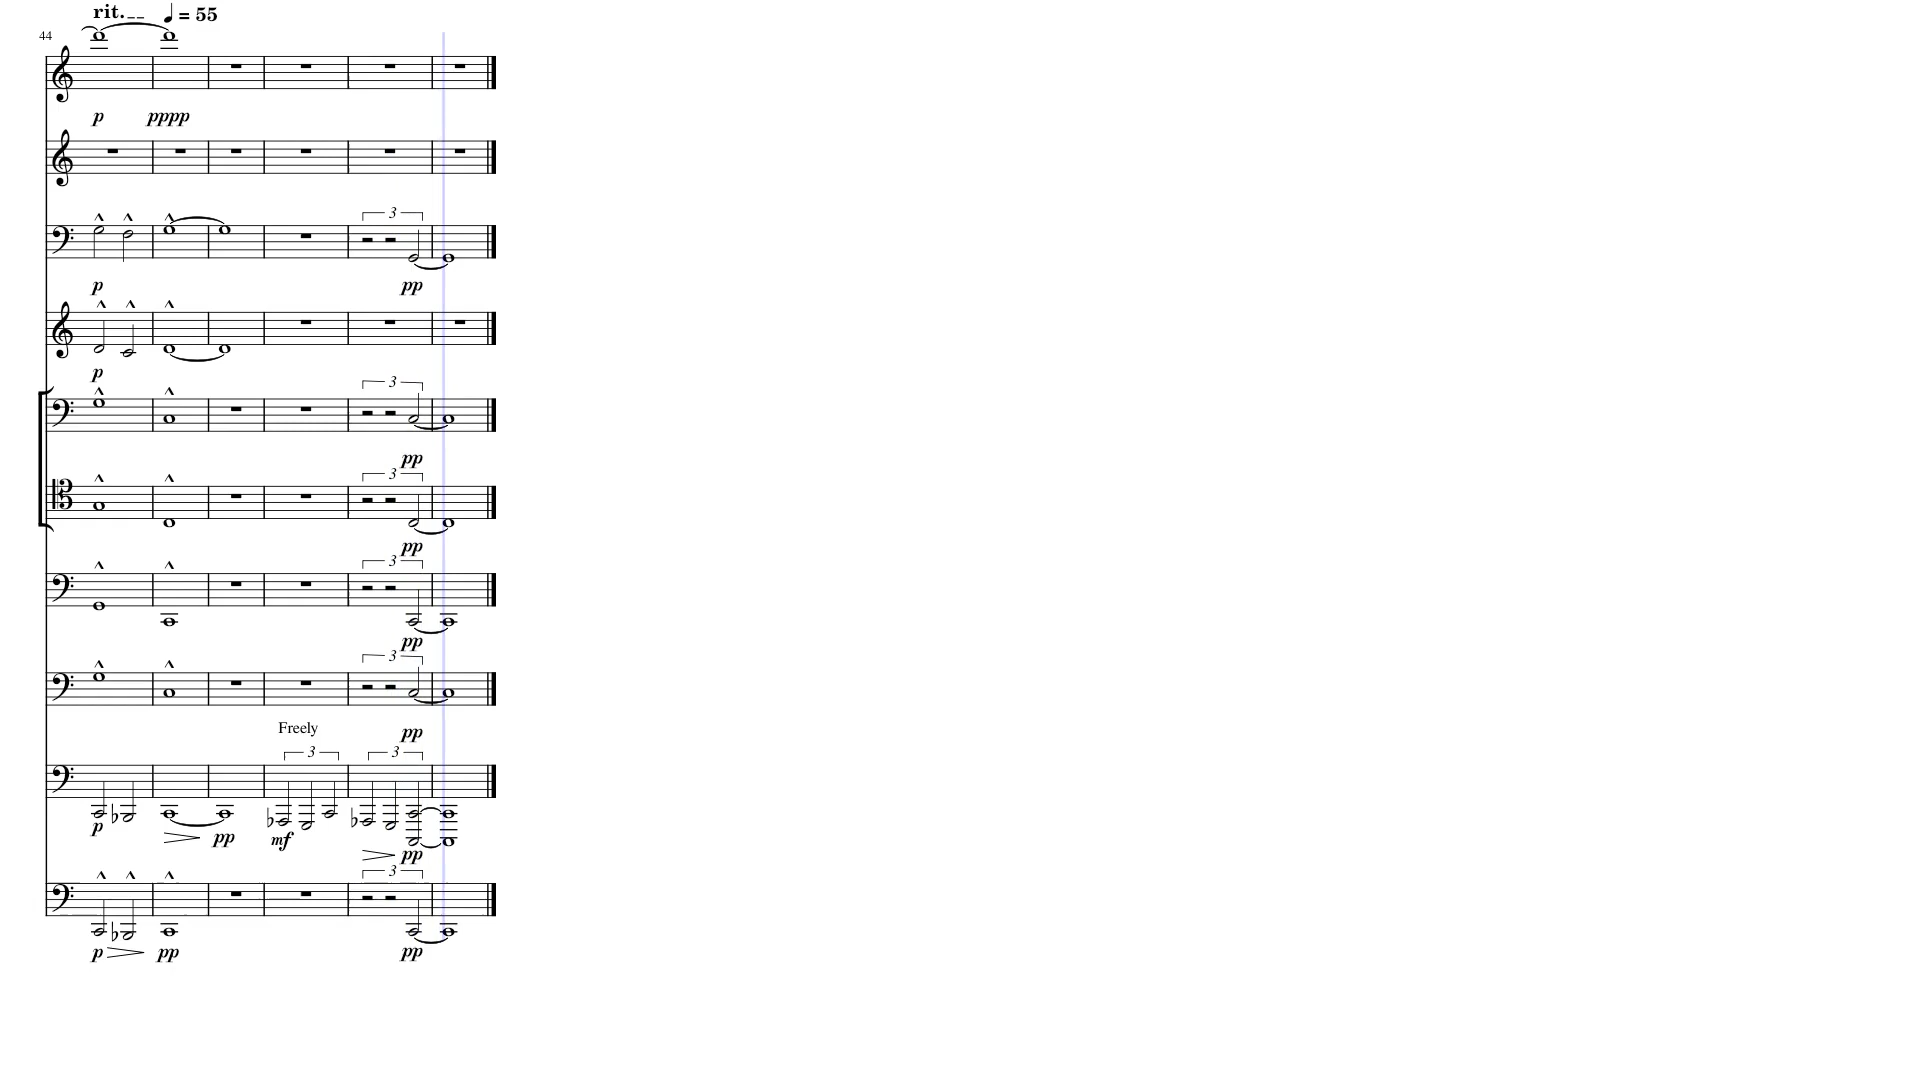 rit. ♩ = 55
44
p pppp
3
p pp
p
3
pp
3
pp
3
pp
3
Freely pp
3 3
p pp mf pp
3
p pp pp